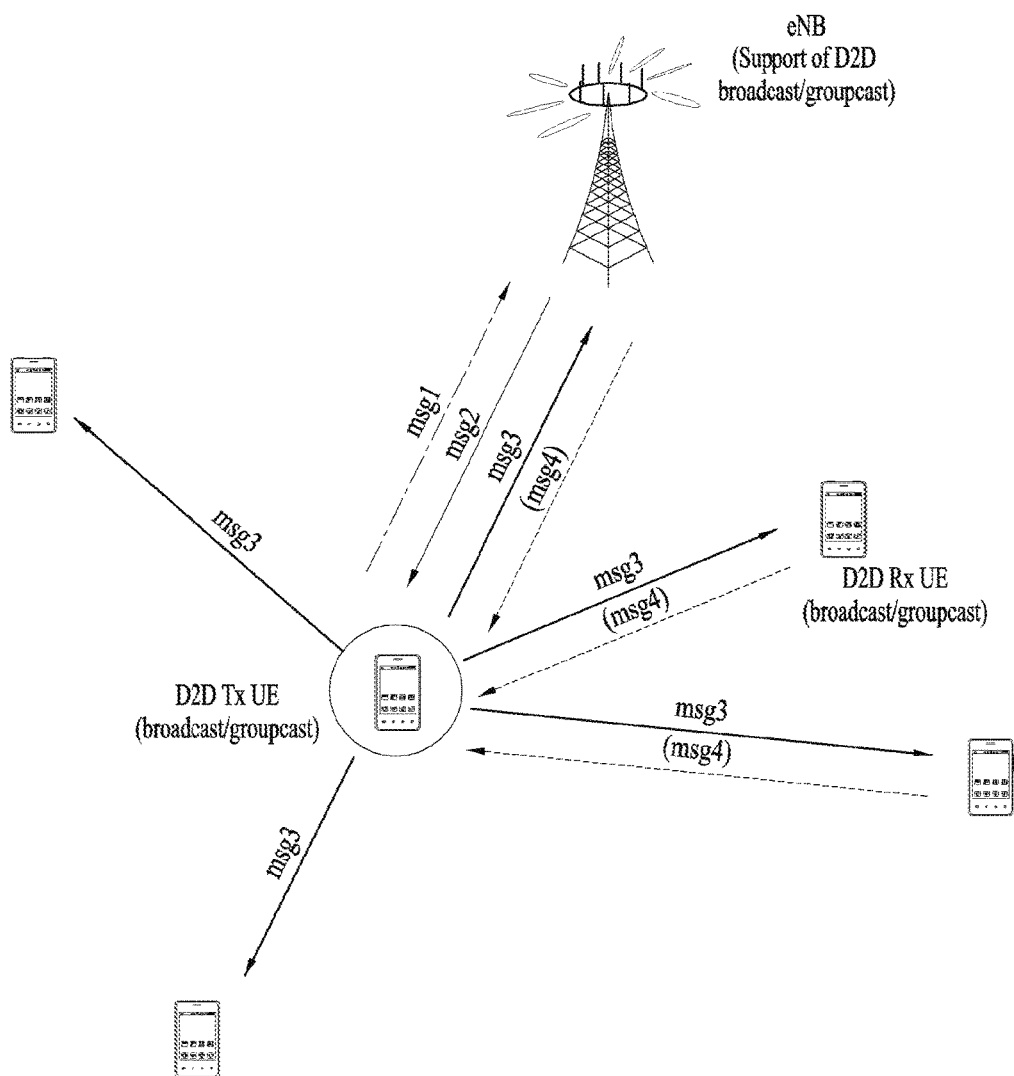 eNB
(Support of D2D
broadcast/groupcast)
msg1
msg2
msg3
(msg4)
msg3
msg3
(msg4)
D2D Rx UE
(broadcast/groupcast)
D2D Tx UE
(broadcast/groupcast)
msg3
(msg4)
msg3